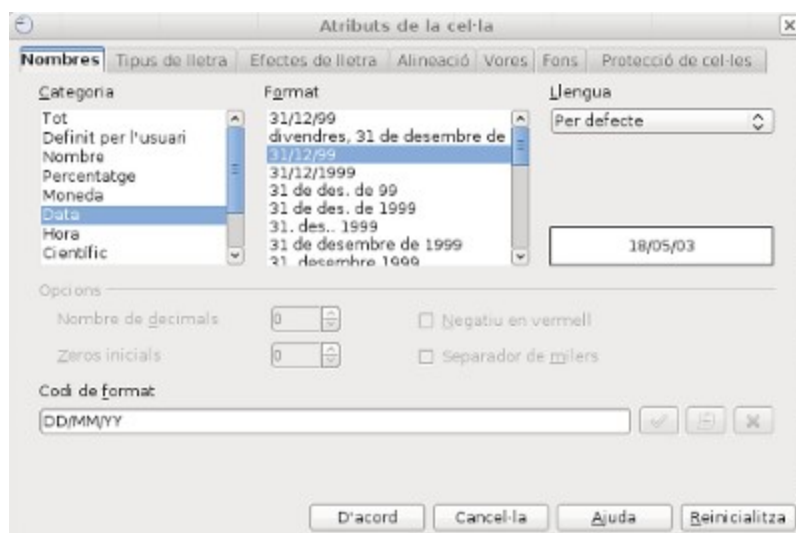 Atributs de la cel·la
Nombres Tipus de lletra Efectes de lletra Alineació Vores Fons Protecció de cel·les
Categoria
Tot
Definit per l'usuari
Nombre
Percentatge
Moneda
Data
Hora
Científic
Format
31/12/99
divendres, 31 de desembre de
31/12/99
31/12/1999
31 de des. de 99
31 de des. de 1999
31. des.. 1999
31 de desembre de 1999
31. desembre 1999
Llengua
Per defecte
18/05/03
Opcions
Nombre de decimals 0
Negatiu en vermell
Zeros inicials 0
Separador de milers
Codi de format
DD/MM/YY
D'acord Cancel·la Ajuda Reinicialitza